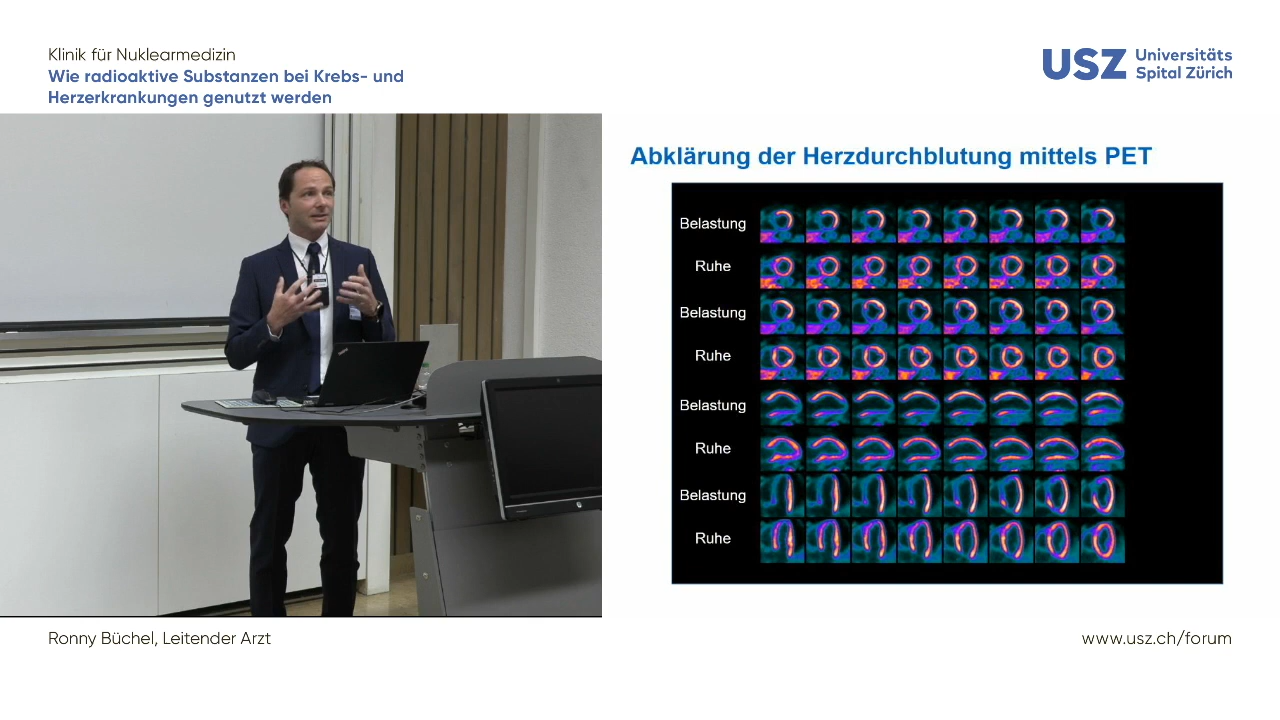 Klinik für Nuklearmedizin
Wie radioaktive Substanzen bei Krebs- und
Herzerkrankungen genutzt werden
USZ Universitäts
Spital Zürich
Abklärung der Herzdurchblutung mittels PET
Belastung
Ruhe
Belastung
Ruhe
Belastung
Ruhe
Belastung
Ruhe
Ronny Büchel, Leitender Arzt
www.usz.ch/forum